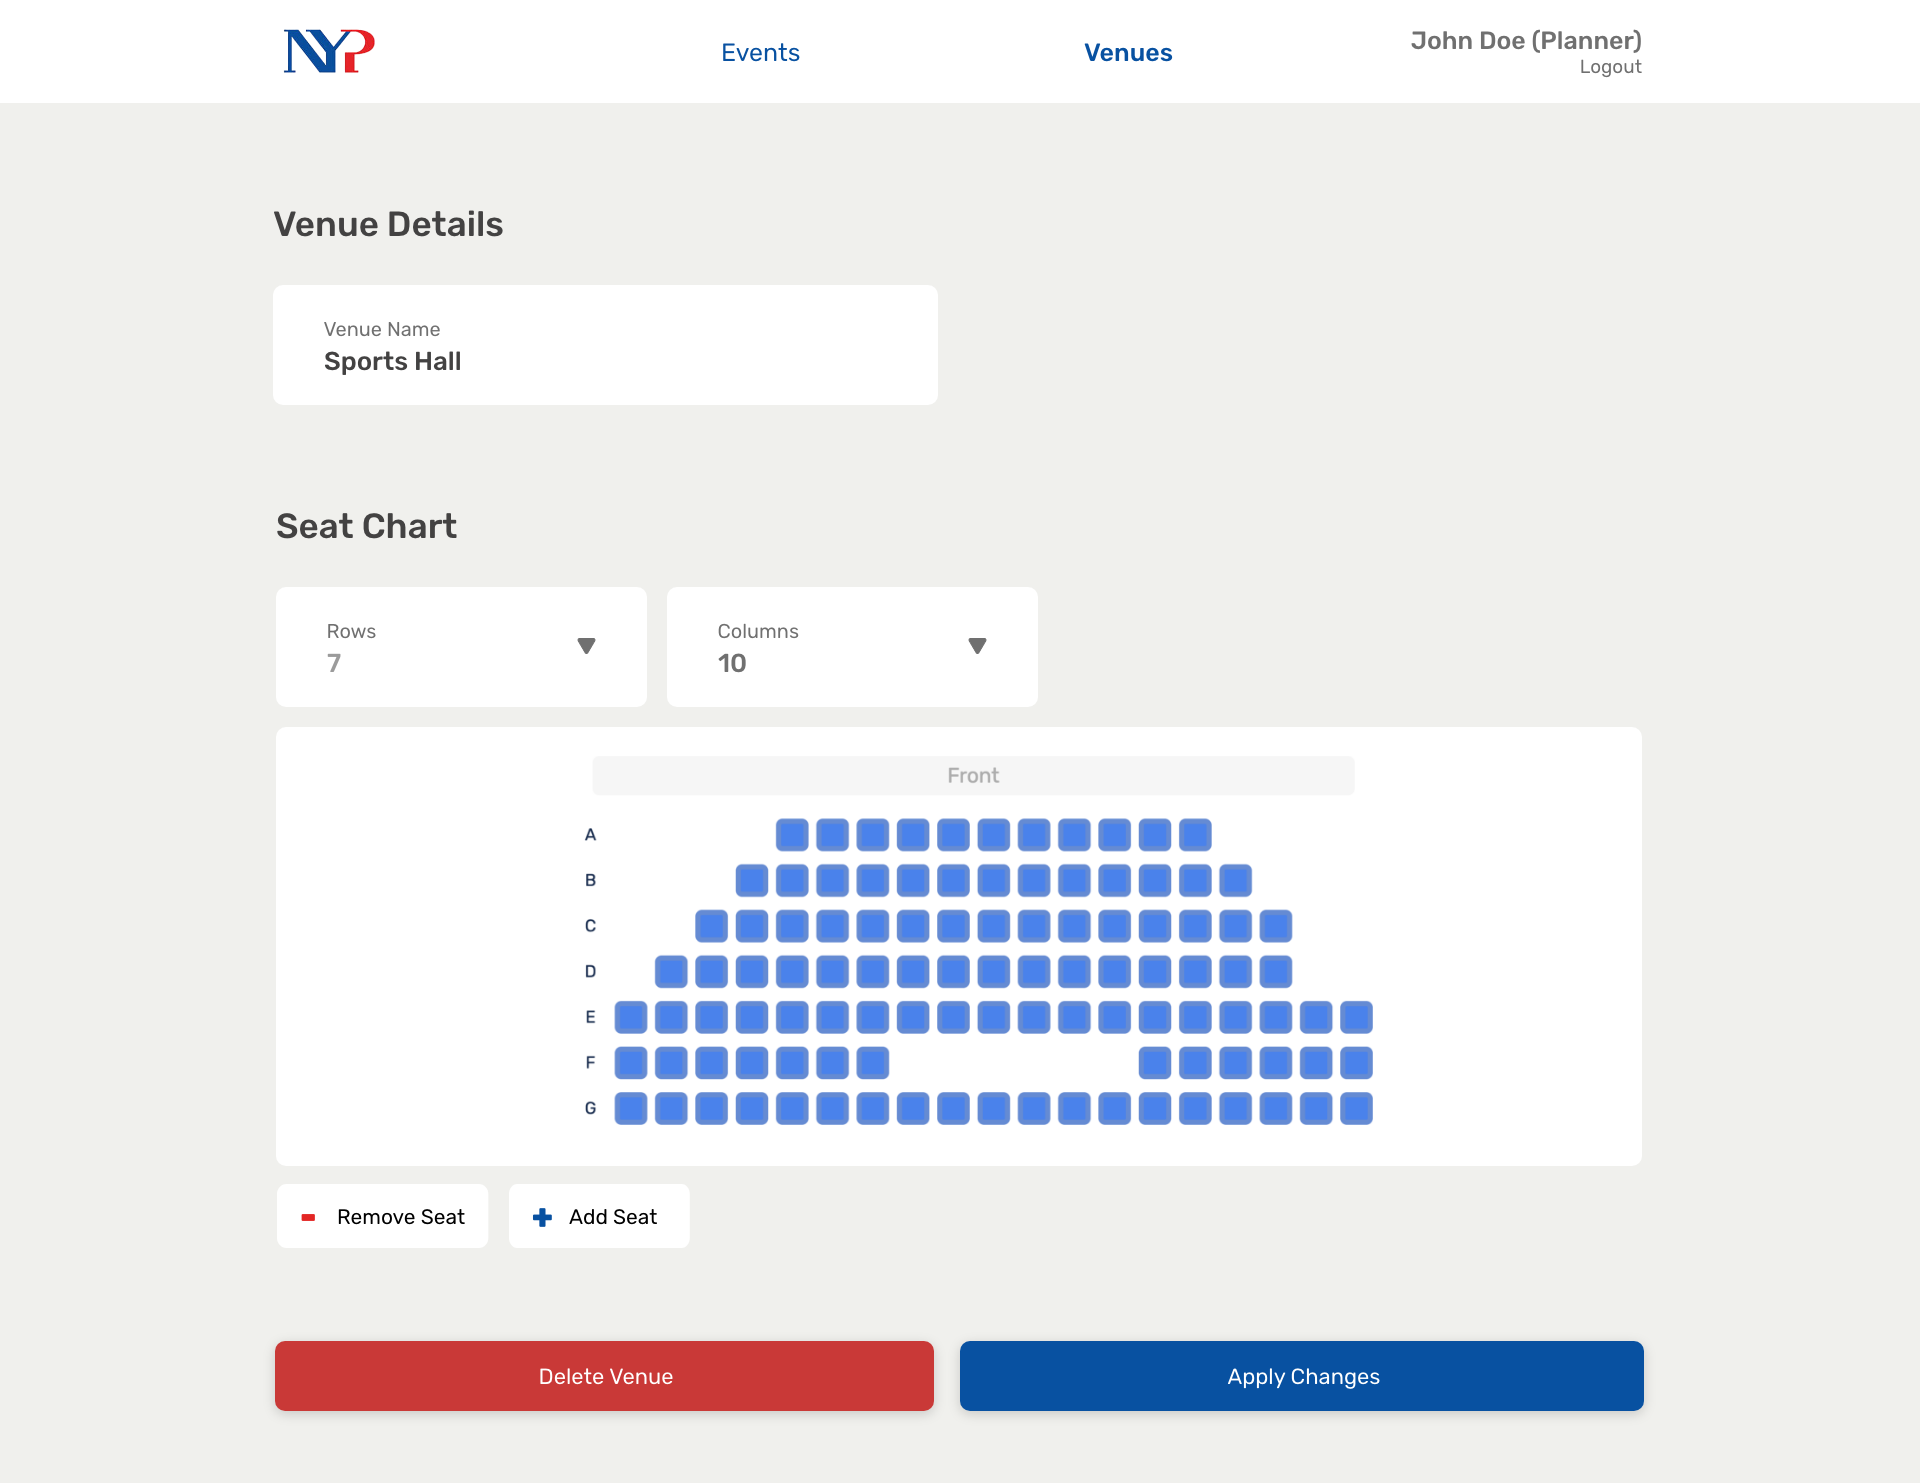 NYP
Events
Venues
John Doe (Planner)
Logout
Venue Details
Venue Name
Sports Hall
Seat Chart
Rows
7
Columns
10
Front
A
B
C
D
E
F
G
Remove Seat
Add Seat
Delete Venue
Apply Changes